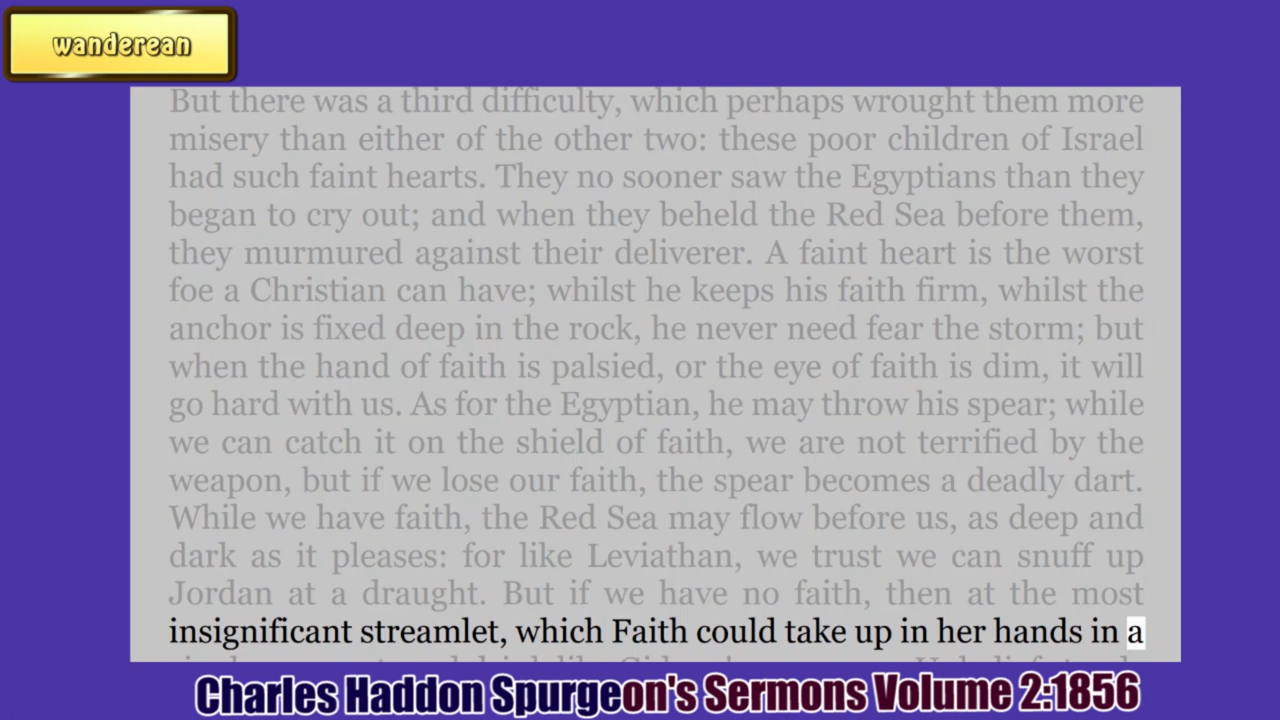 wanderean
But there was a third difficulty, which perhaps wrought them more
misery than either of the other two: these poor children of Israel
had such faint hearts. They no sooner saw the Egyptians than they
began to cry out; and when they beheld the Red Sea before them,
they murmured against their deliverer. A faint heart is the worst
foe a Christian can have; whilst he keeps his faith firm, whilst the
anchor is fixed deep in the rock, he never need fear the storm; but
when the hand of faith is palsied, or the eye of faith is dim, it will
go hard with us. As for the Egyptian, he may throw his spear; while
we can catch it on the shield of faith, we are not terrified by the
weapon, but if we lose our faith, the spear becomes a deadly dart.
While we have faith, the Red Sea may flow before us, as deep and
dark as it pleases: for like Leviathan, we trust we can snuff up
Jordan at a draught. But if we have no faith, then at the most
insignificant streamlet, which Faith could take up in her hands in a
Charles Haddon Spurgeon's Sermons Volume 2:1856